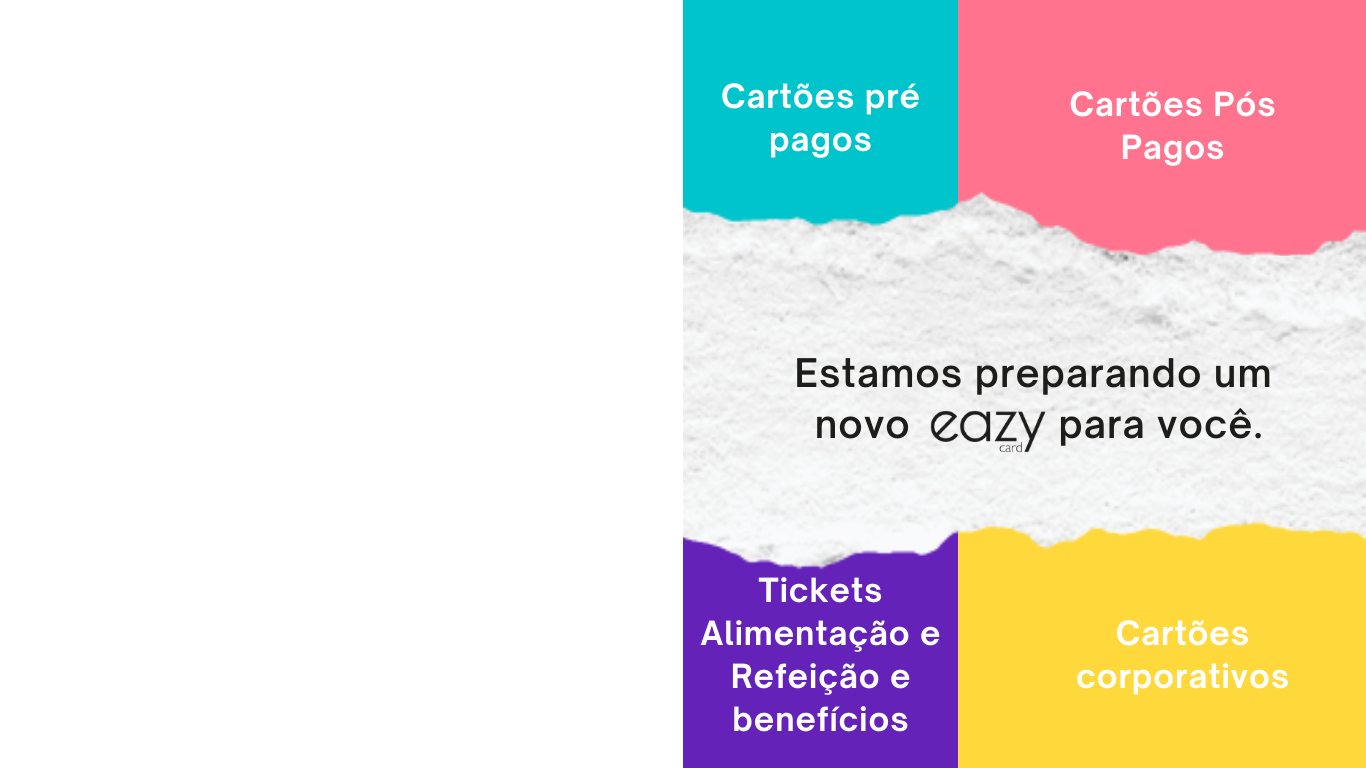 Cartões pré
pagos
Cartões Pós
Pagos
Estamos preparando um
novo eazy para você.
card
Tickets
Alimentação e
Refeição e
benefícios
Cartões
corporativos